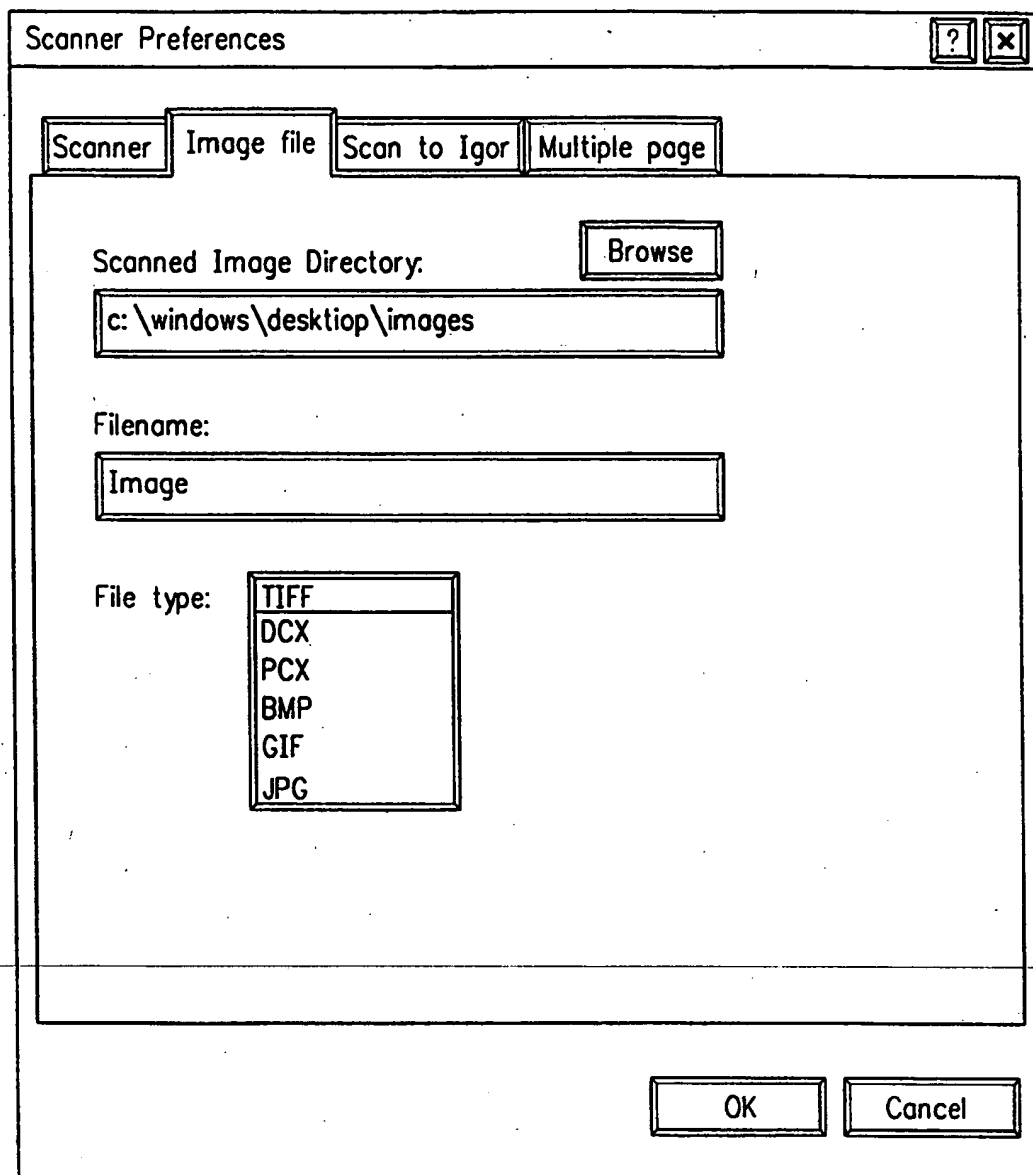 Scanner Preferences ? ×
Scanner Image file Scan to Igor Multiple page
Scanned Image Directory: Browse
c:\windows\desktiop\images
Filename:
Image
File type: TIFF
DCX
PCX
BMP
GIF
JPG
OK Cancel